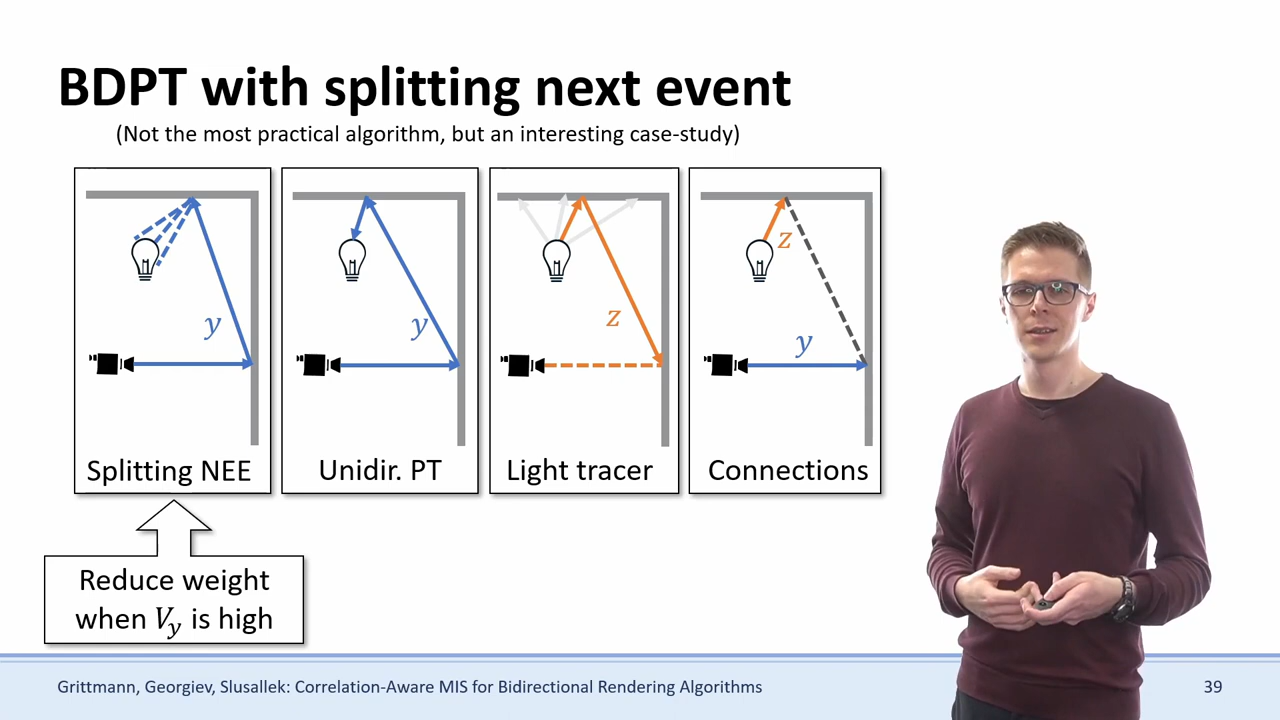 BDPT with splitting next event
(Not the most practical algorithm, but an interesting case-study)
y
y
z
z
y
Splitting NEE
Unidir. PT
Light tracer
Connections
Reduce weight
when V_y is high
Grittmann, Georgiev, Slusallek: Correlation-Aware MIS for Bidirectional Rendering Algorithms
39